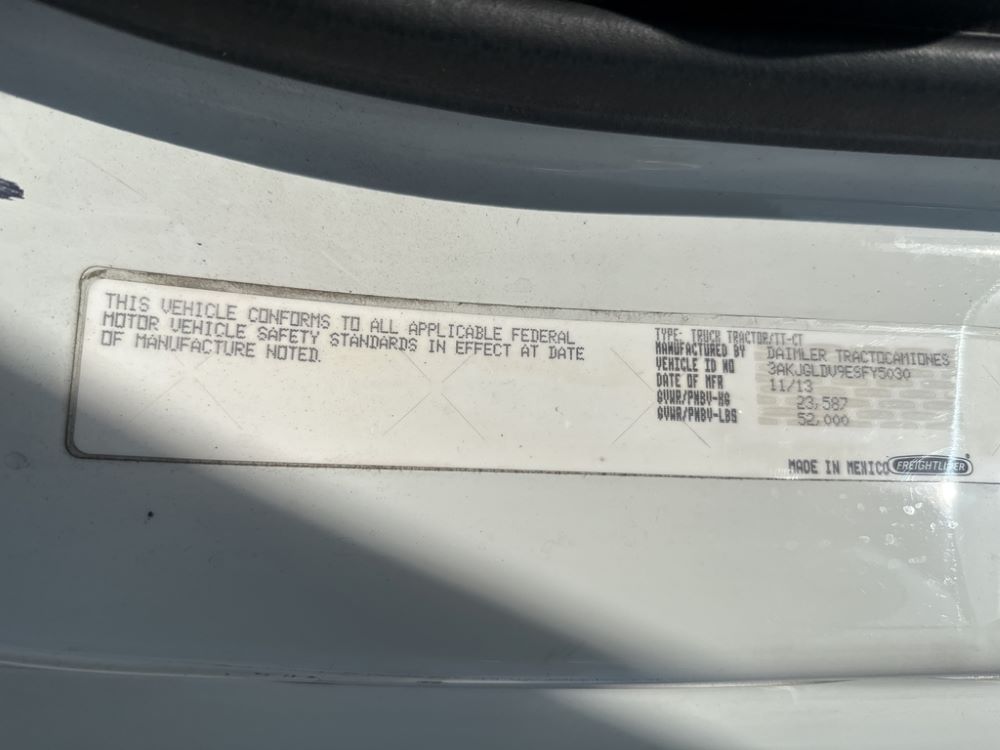 THIS VEHICLE CONFORMS TO ALL APPLICABLE FEDERAL
MOTOR VEHICLE SAFETY STANDARDS IN EFFECT AT DATE
OF MANUFACTURE NOTED.
TYPE: TRUCK TRACTOR/TT-CT
MANUFACTURED BY DAIMLER TRACTOCAMIONES
VEHICLE ID NO 3AKJGLDV9ESFY5030
DATE OF MFR 11/13
GVWR/PNBV-KG 23,587
GVWR/PNBV-LBS 52,000
MADE IN MEXICO FREIGHTLINER